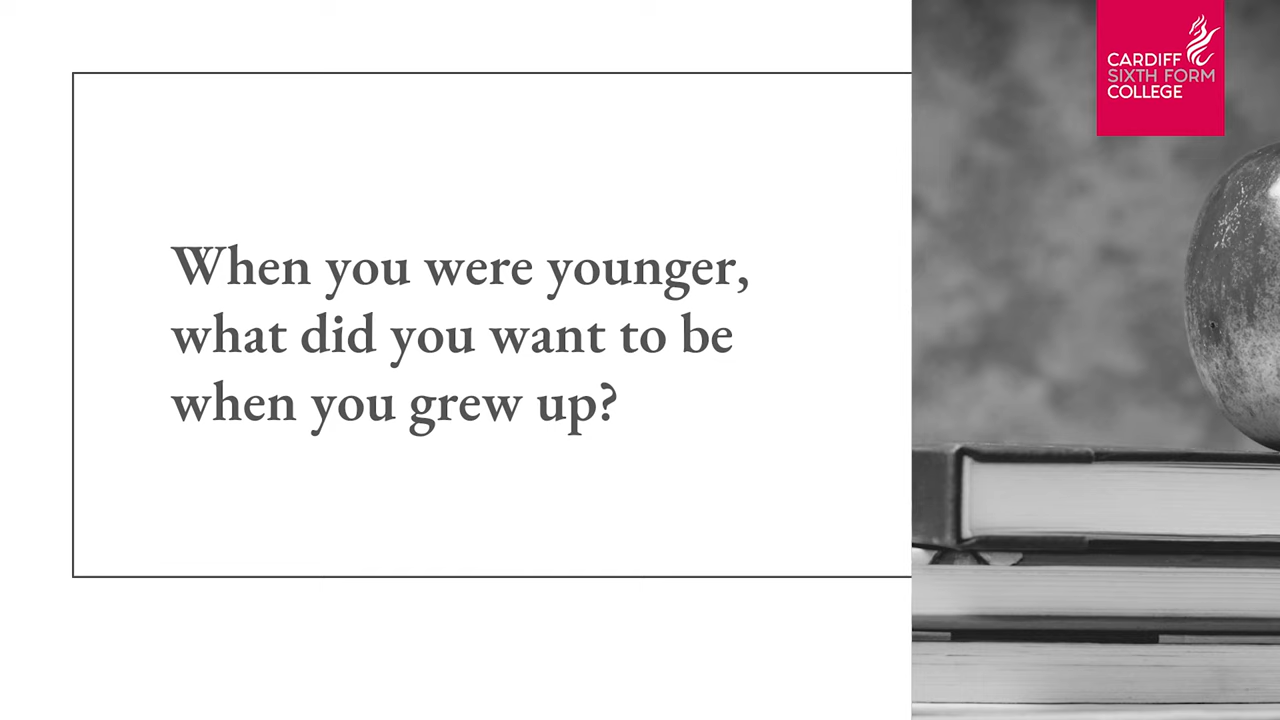 When you were younger,
what did you want to be
when you grew up?
CARDIFF
SIXTH FORM
COLLEGE